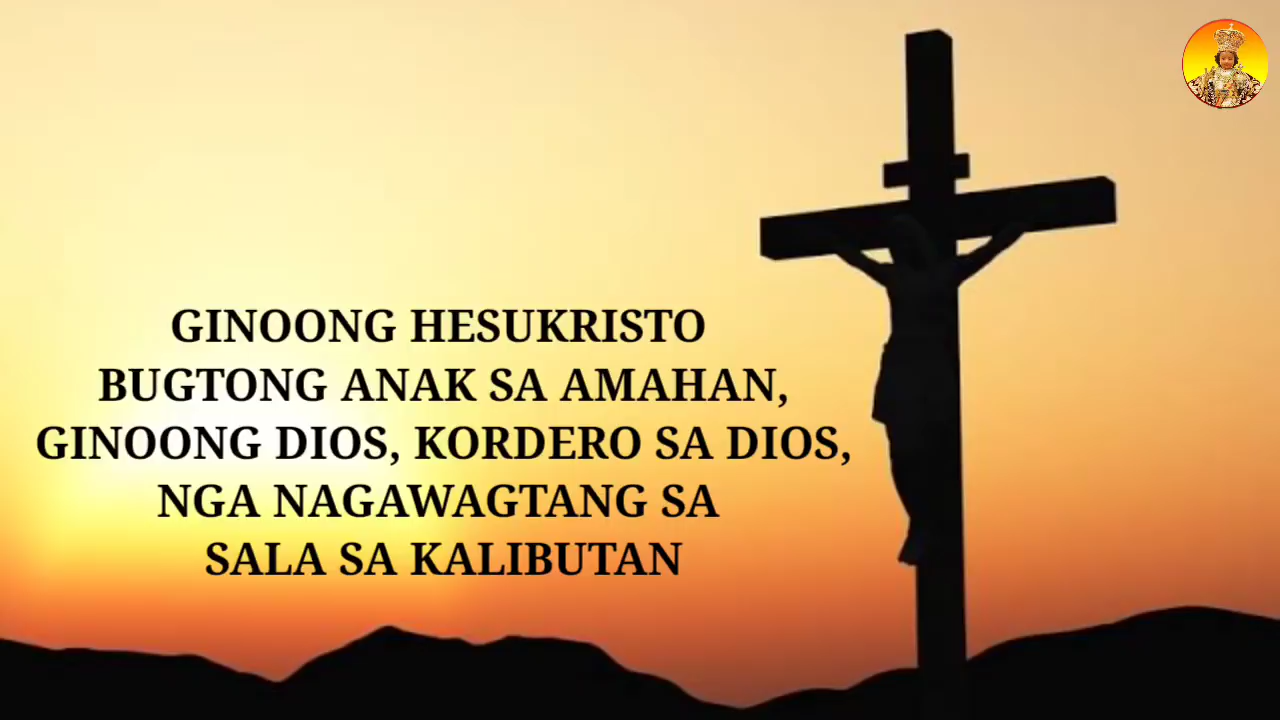 GINOONG HESUKRISTO
BUGTONG ANAK SA AMAHAN,
GINOONG DIOS, KORDERO SA DIOS,
NGA NAGAWAGTANG SA
SALA SA KALIBUTAN